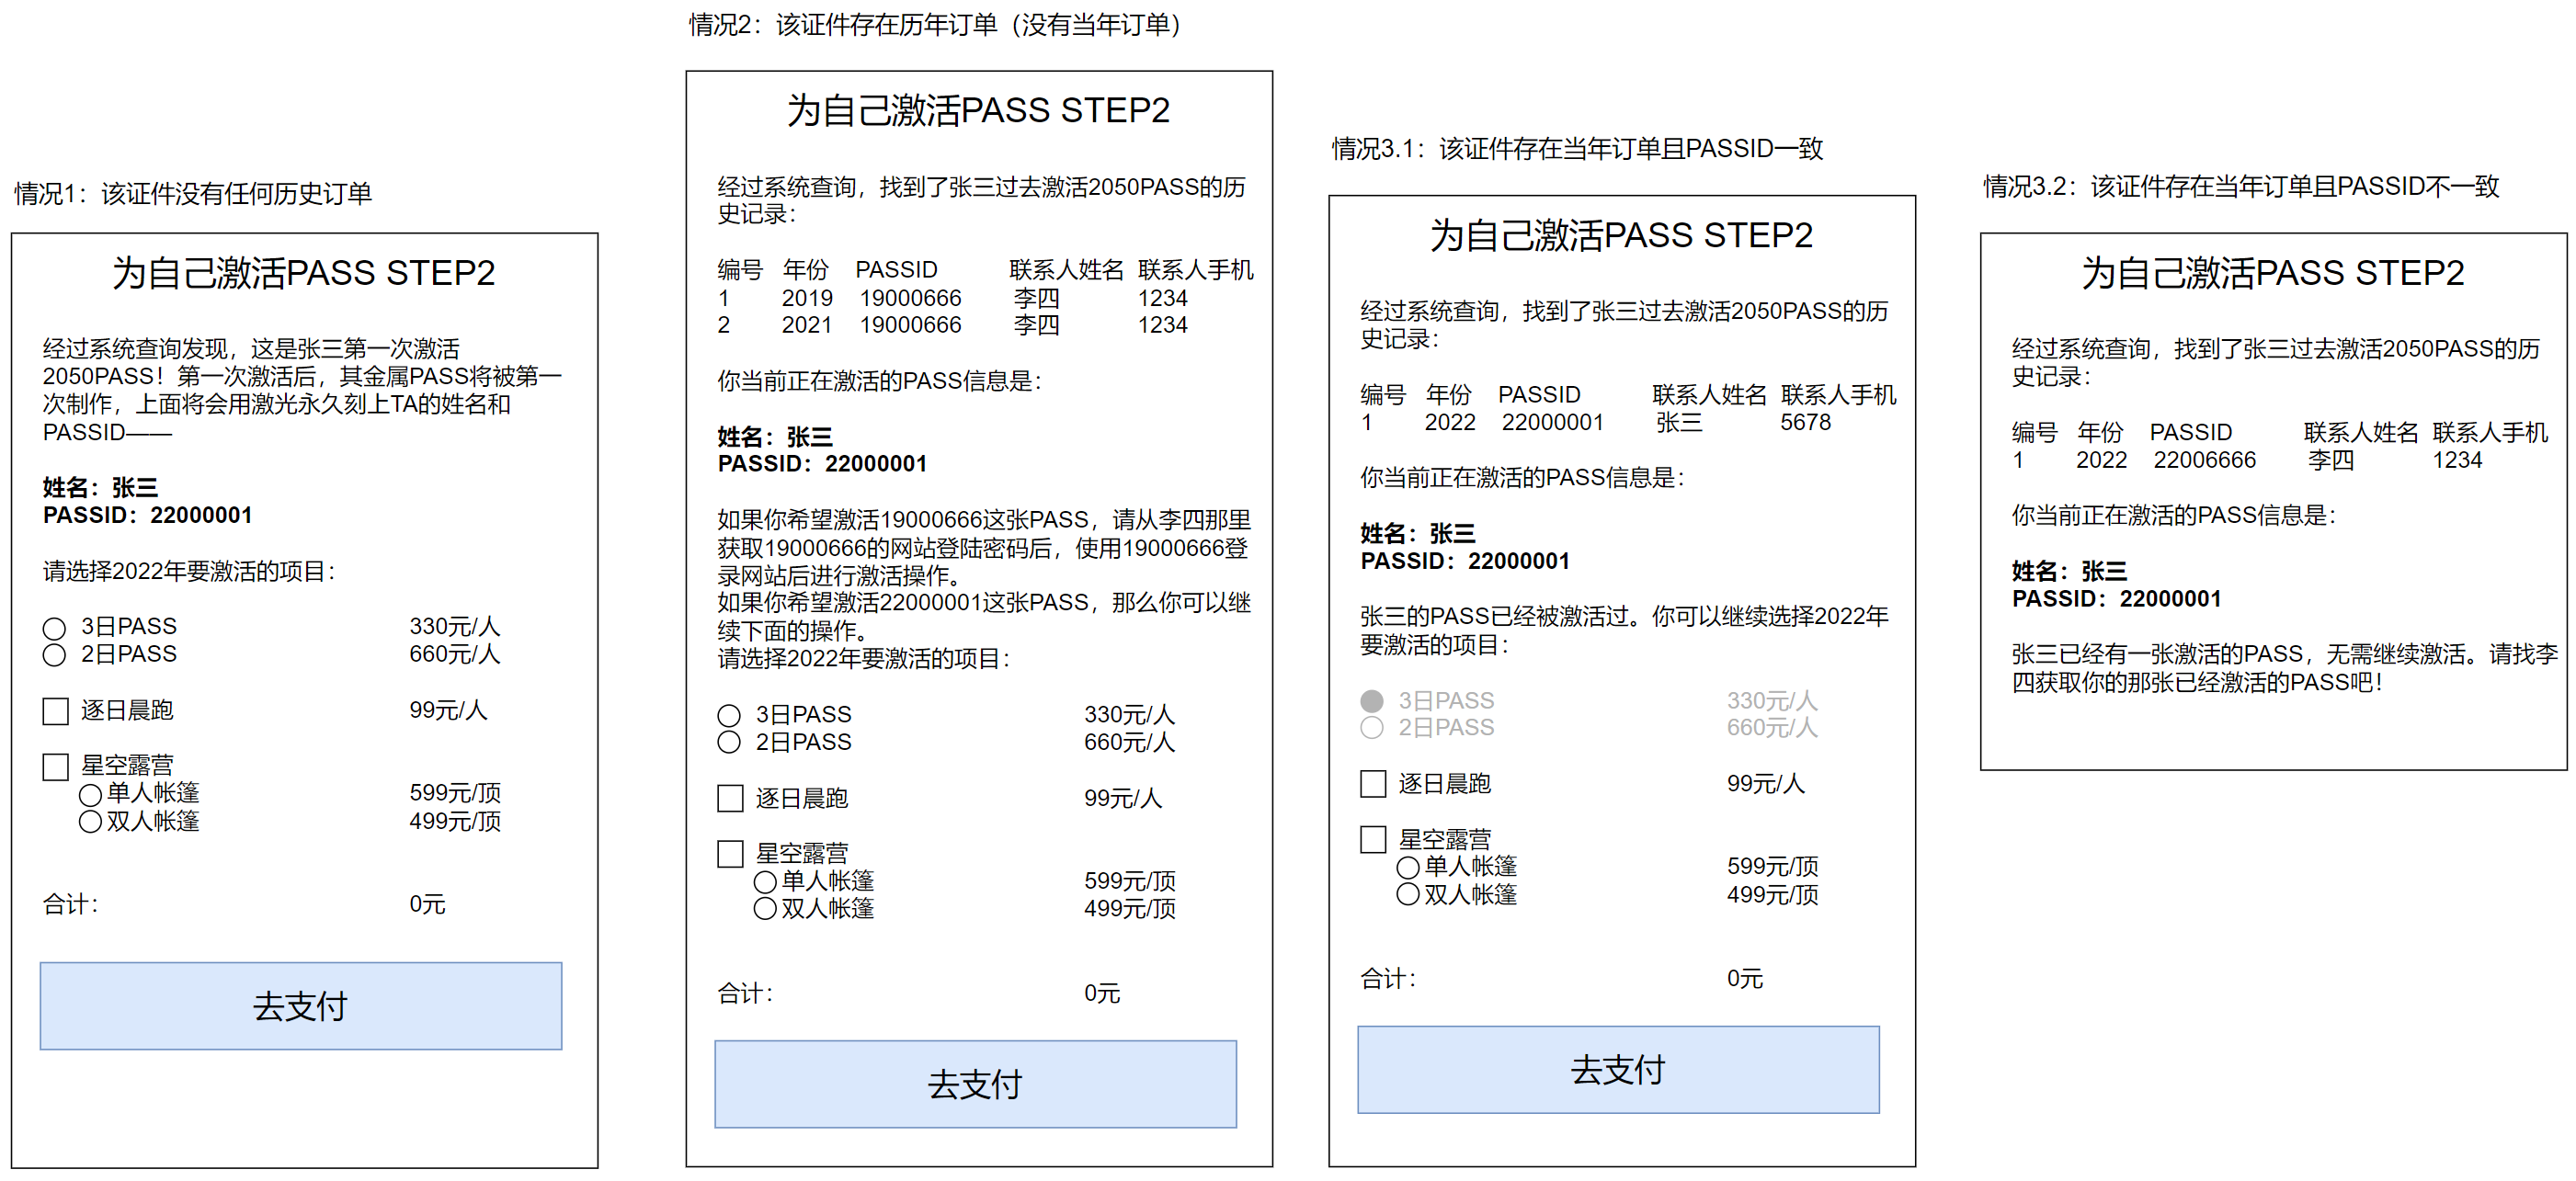 情况1：该证件没有任何历史订单
为自己激活PASS STEP2
经过系统查询发现，这是张三第一次激活
2050PASS！第一次激活后，其金属PASS将被第一
次制作，上面将会用激光永久刻上TA的姓名和
PASSID——
姓名：张三
PASSID：22000001
请选择2022年要激活的项目：
3日PASS 330元/人
2日PASS 660元/人
逐日晨跑 99元/人
星空露营
单人帐篷 599元/顶
双人帐篷 499元/顶
合计： 0元
去支付
情况2：该证件存在历年订单（没有当年订单）
为自己激活PASS STEP2
经过系统查询，找到了张三过去激活2050PASS的历
史记录：
编号 年份 PASSID 联系人姓名 联系人手机
1 2019 19000666 李四 1234
2 2021 19000666 李四 1234
你当前正在激活的PASS信息是：
姓名：张三
PASSID：22000001
如果你希望激活19000666这张PASS，请从李四那里
获取19000666的网站登陆密码后，使用19000666登
录网站后进行激活操作。
如果你希望激活22000001这张PASS，那么你可以继
续下面的操作。
请选择2022年要激活的项目：
3日PASS 330元/人
2日PASS 660元/人
逐日晨跑 99元/人
星空露营
单人帐篷 599元/顶
双人帐篷 499元/顶
合计： 0元
去支付
情况3.1：该证件存在当年订单且PASSID一致
为自己激活PASS STEP2
经过系统查询，找到了张三过去激活2050PASS的历
史记录：
编号 年份 PASSID 联系人姓名 联系人手机
1 2022 22000001 张三 5678
你当前正在激活的PASS信息是：
姓名：张三
PASSID：22000001
张三的PASS已经被激活过。你可以继续选择2022年
要激活的项目：
3日PASS 330元/人
2日PASS 660元/人
逐日晨跑 99元/人
星空露营
单人帐篷 599元/顶
双人帐篷 499元/顶
合计： 0元
去支付
情况3.2：该证件存在当年订单且PASSID不一致
为自己激活PASS STEP2
经过系统查询，找到了张三过去激活2050PASS的历
史记录：
编号 年份 PASSID 联系人姓名 联系人手机
1 2022 22006666 李四 1234
你当前正在激活的PASS信息是：
姓名：张三
PASSID：22000001
张三已经有一张激活的PASS，无需继续激活。请找李
四获取你的那张已经激活的PASS吧！